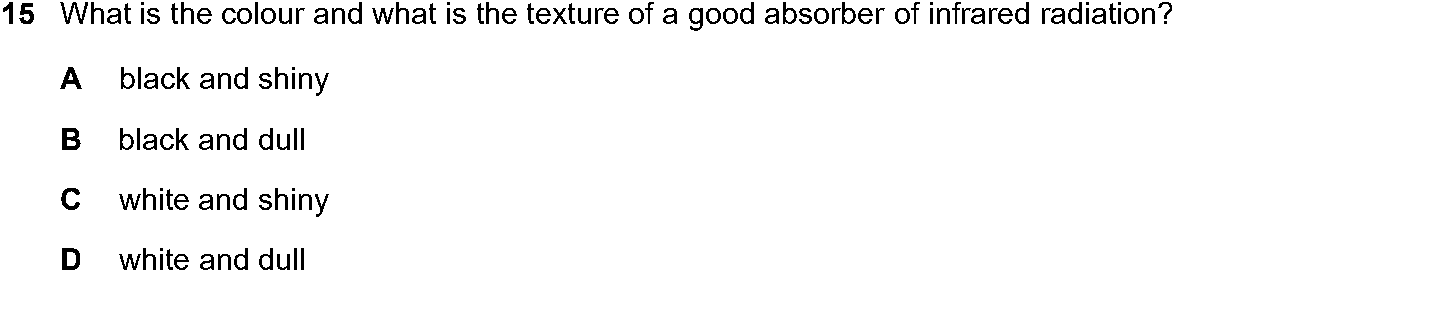 15 What is the colour and what is the texture of a good absorber of infrared radiation?
A black and shiny
B black and dull
C white and shiny
D white and dull